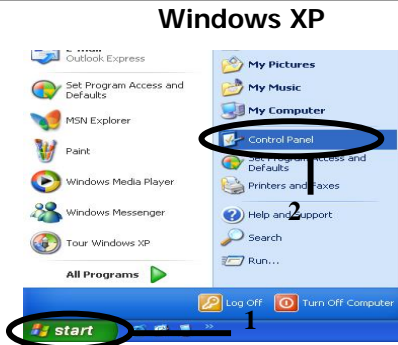 Windows XP
E-mail
Outlook Express
Set Program Access and
Defaults
MSN Explorer
Paint
Windows Media Player
Windows Messenger
Tour Windows XP
All Programs
My Pictures
My Music
My Computer
Control Panel
Set Program Access and
Defaults
Printers and Faxes
Help and Support
Search
Run...
2
Log Off
Turn Off Computer
start
»
1